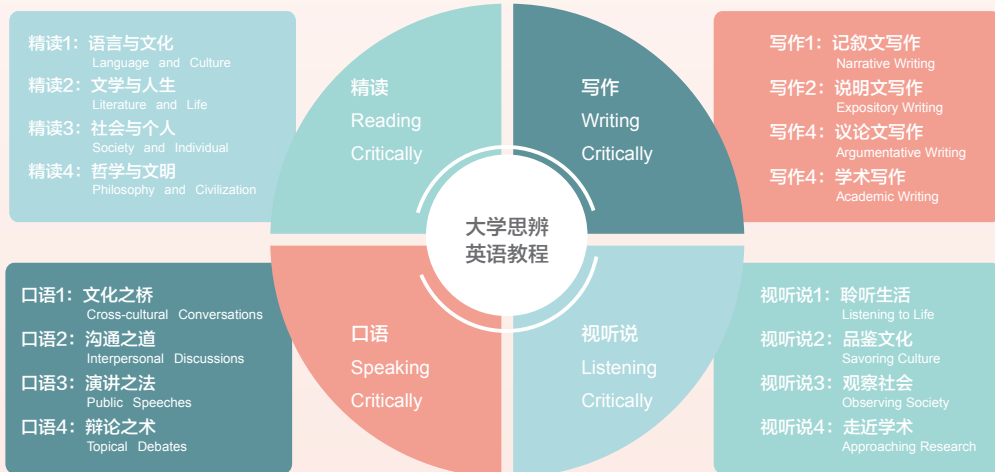 精读1：语言与文化
Language and Culture
精读2：文学与人生
Literature and Life
精读3：社会与个人
Society and Individual
精读4：哲学与文明
Philosophy and Civilization
精读
Reading
Critically
写作
Writing
Critically
写作1：记叙文写作
Narrative Writing
写作2：说明文写作
Expository Writing
写作4：议论文写作
Argumentative Writing
写作4：学术写作
Academic Writing
大学思辨
英语教程
口语1：文化之桥
Cross-cultural Conversations
口语2：沟通之道
Interpersonal Discussions
口语3：演讲之法
Public Speeches
口语4：辩论之术
Topical Debates
口语
Speaking
Critically
视听说
Listening
Critically
视听说1：聆听生活
Listening to Life
视听说2：品鉴文化
Savoring Culture
视听说3：观察社会
Observing Society
视听说4：走近学术
Approaching Research